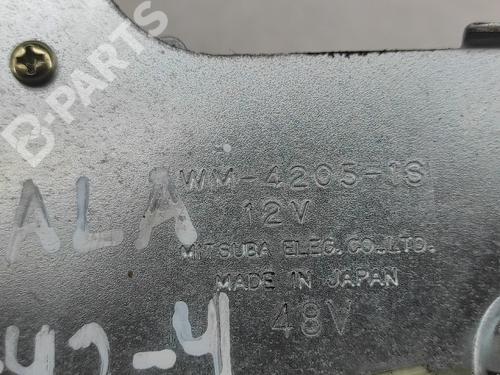 B-PARTS
WM-4205-1S
12V
ALA
MITSUBA ELEC.CO.,LTD.
MADE IN JAPAN
48V